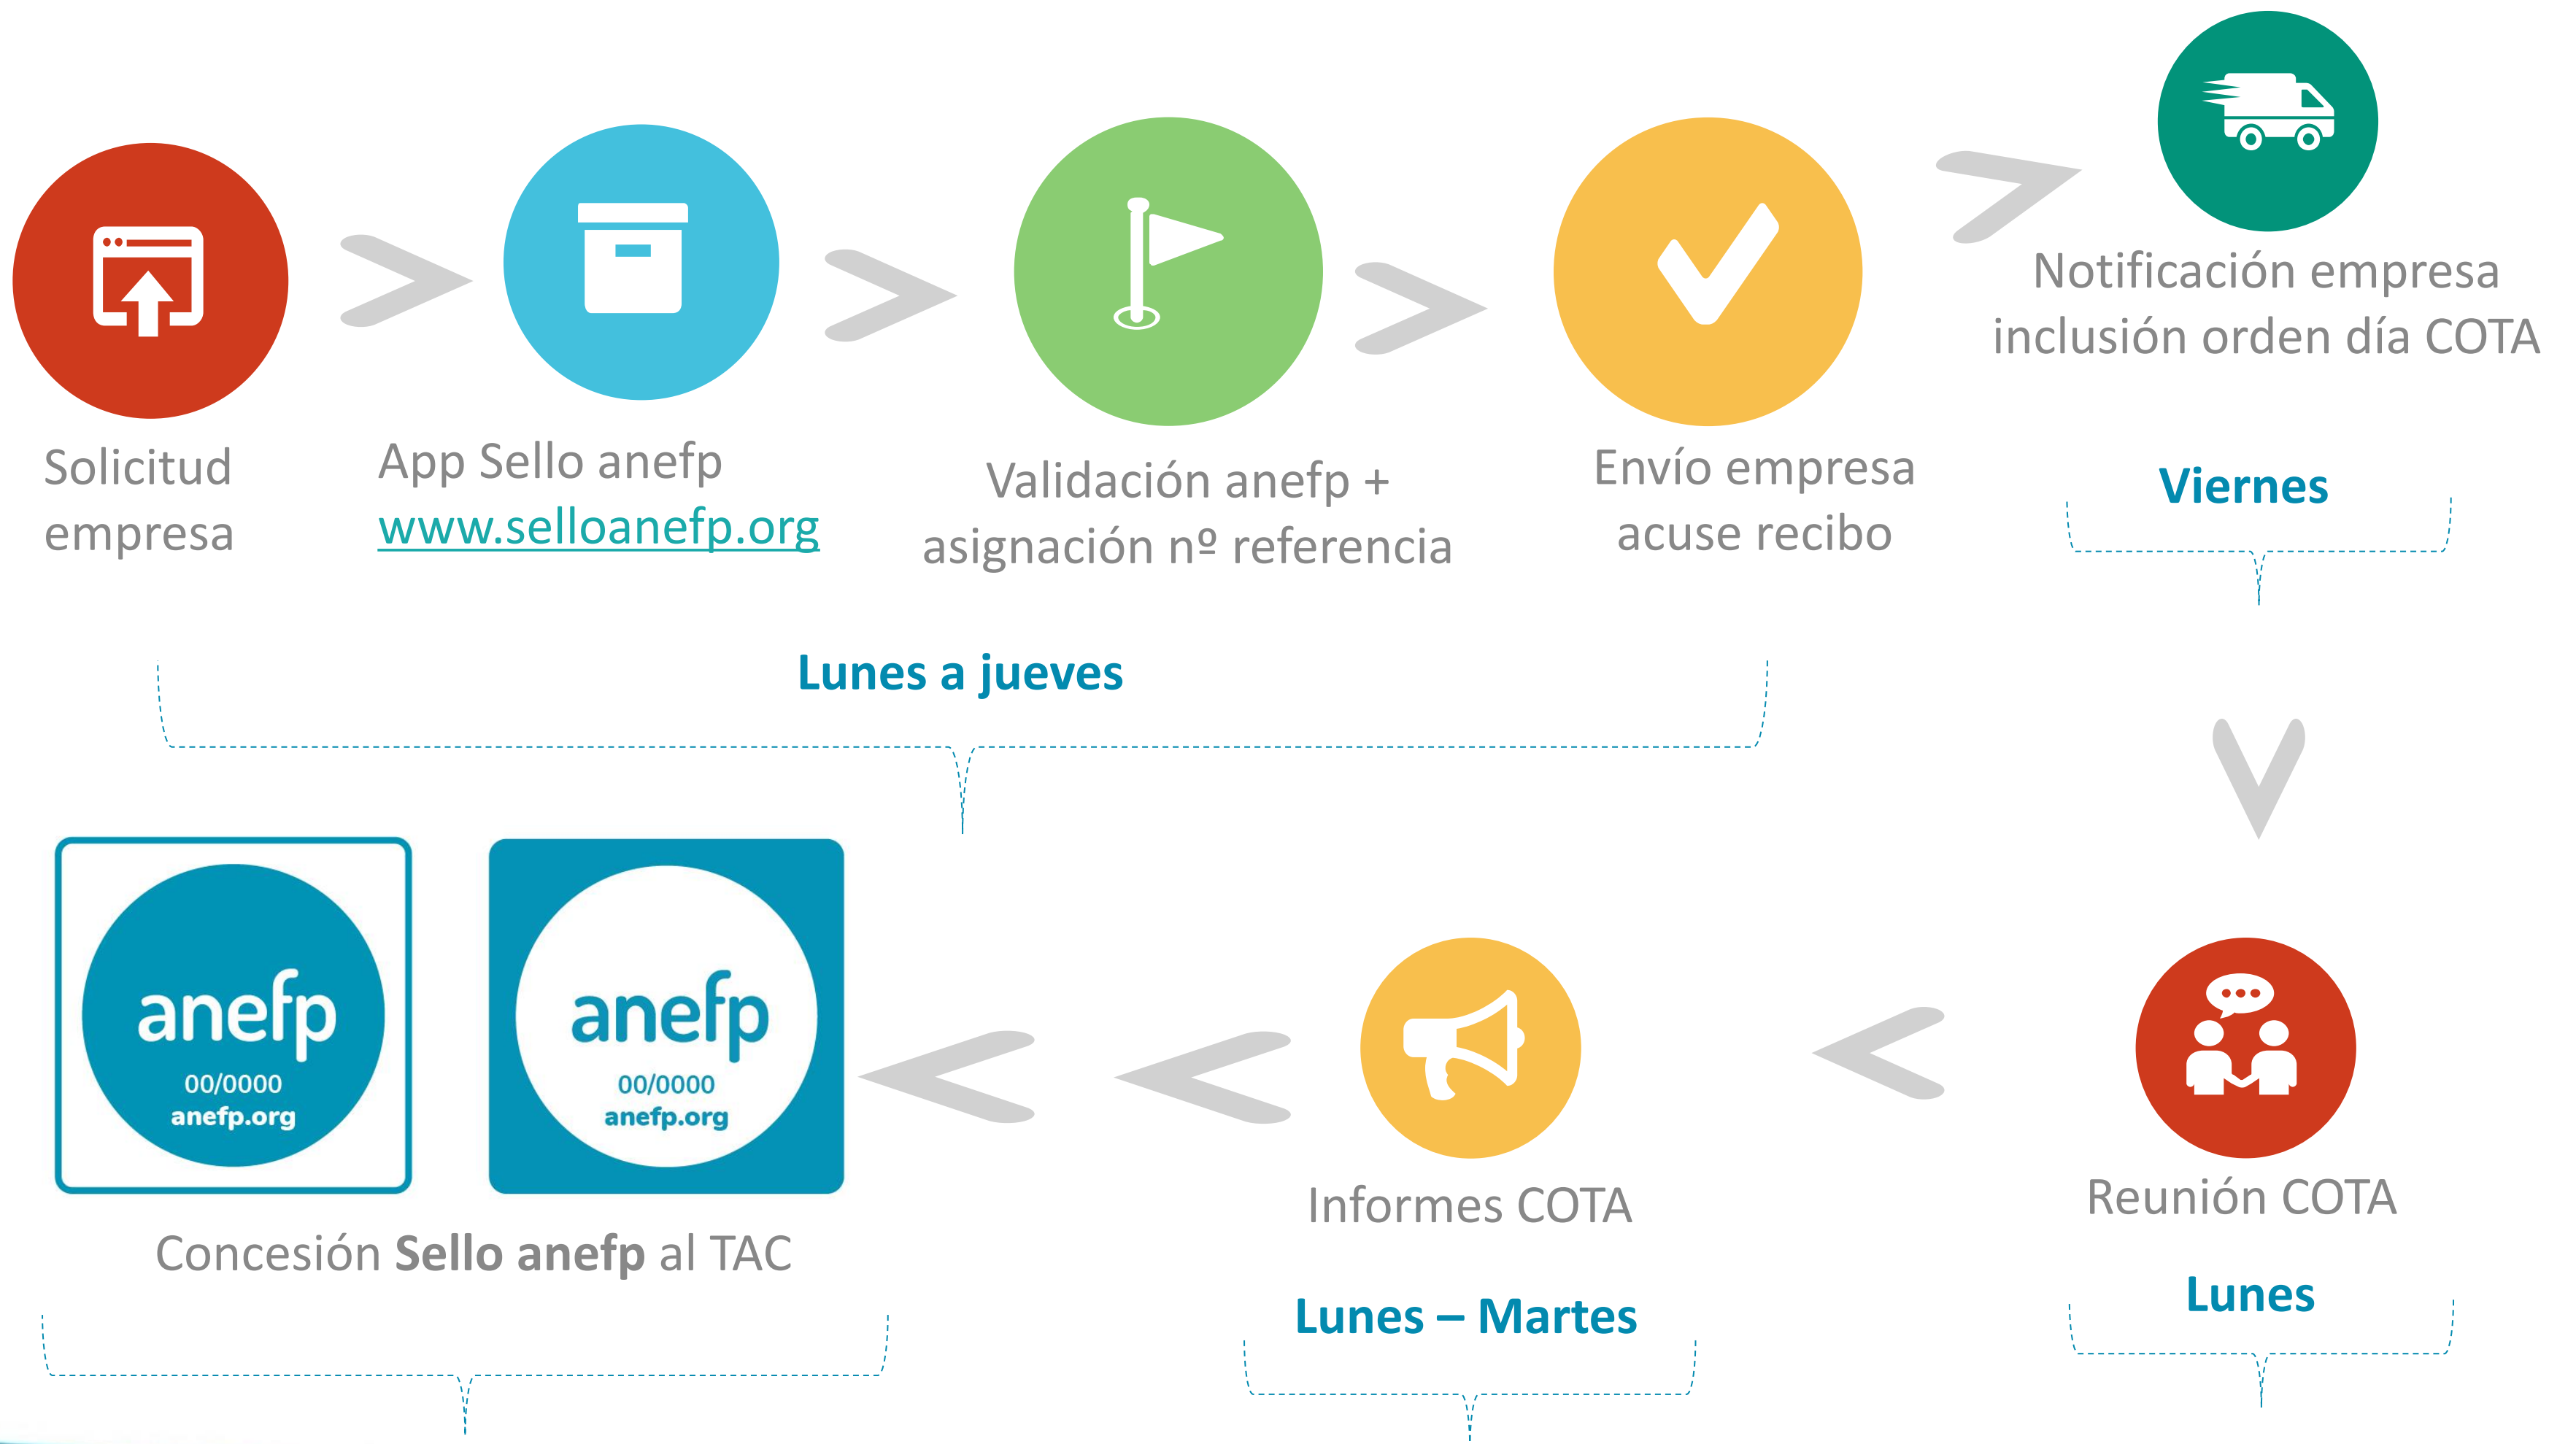 Solicitud
empresa
App Sello anefp
www.selloanefp.org
Validación anefp +
asignación nº referencia
Envío empresa
acuse recibo
Notificación empresa
inclusión orden día COTA
Viernes
Lunes a jueves
anefp
00/0000
anefp.org
anefp
00/0000
anefp.org
Concesión Sello anefp al TAC
Informes COTA
Lunes – Martes
Reunión COTA
Lunes